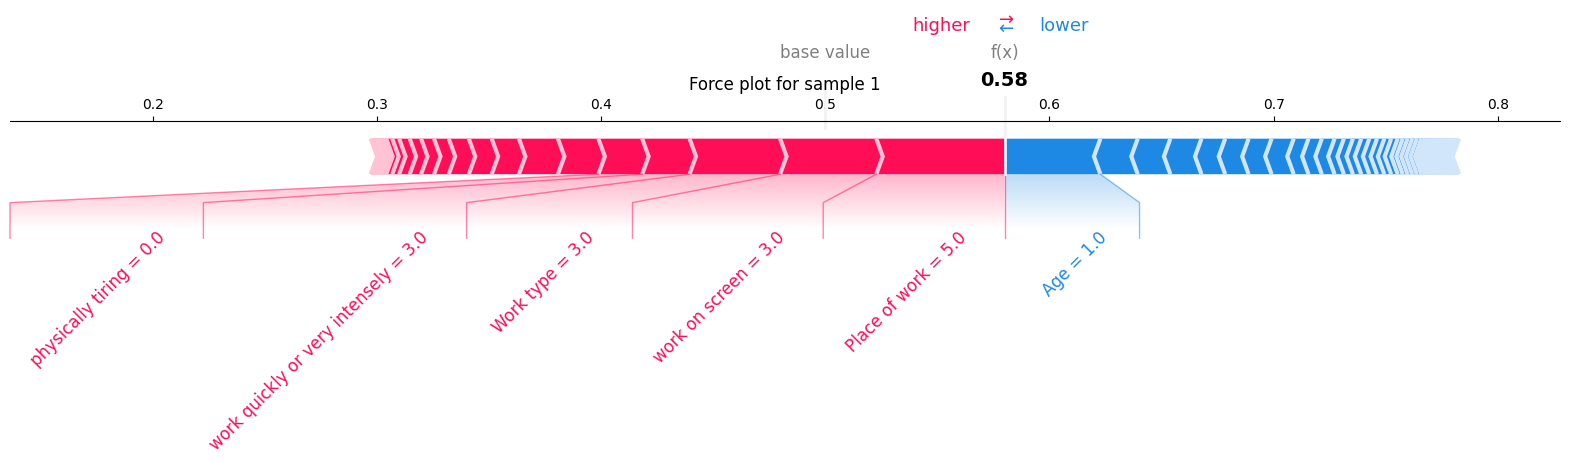 higher ⇄ lower
base value f(x)
Force plot for sample 1 0.58
0.2 0.3 0.4 0.5 0.6 0.7 0.8
physically tiring = 0.0
work quickly or very intensely = 3.0
Work type = 3.0
work on screen = 3.0
Place of work = 5.0
Age = 1.0